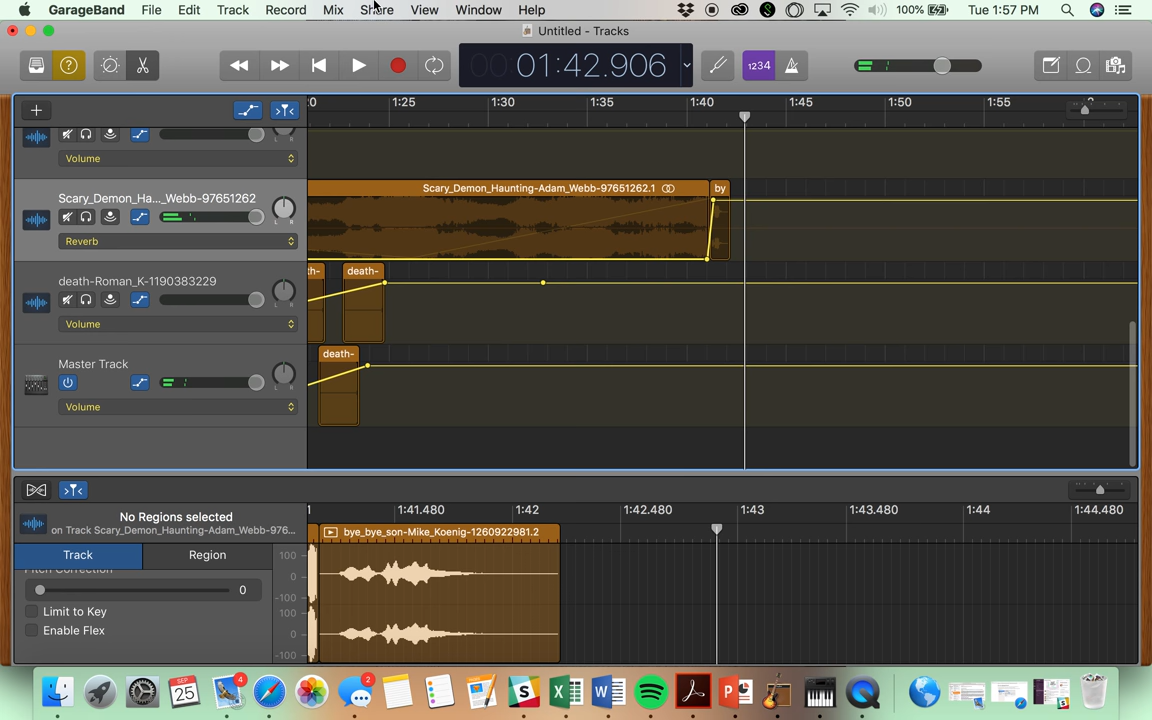 GarageBand File Edit Track Record Mix Share View Window Help 100% Tue 1:57 PM
Untitled - Tracks
01:42.906
1234
1:25 1:30 1:35 1:40 1:45 1:50 1:55
Volume
Scary_Demon_Haunting-Adam_Webb-97651262.1 by
Scary_Demon_Ha..._Webb-97651262
Reverb
death-Roman_K-1190383229
death-
Volume
L R
Master Track
death-
Volume
No Regions selected
on Track Scary_Demon_Haunting-Adam_Webb-976...
1 1:41.480 1:42 1:42.480 1:43 1:43.480 1:44 1:44.480
bye_bye_son-Mike_Koenig-1260922981.2
Track Region
Pitch Correction
0
Limit to Key
Enable Flex
100
0
-100
100
0
-100
SEP
25
4
2